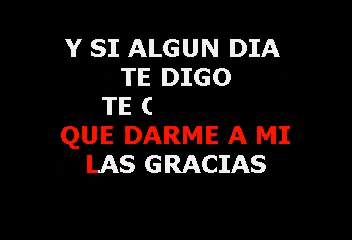 Y SI ALGUN DIA
TE DIGO
TE
QUE DARME A MI
LAS GRACIAS